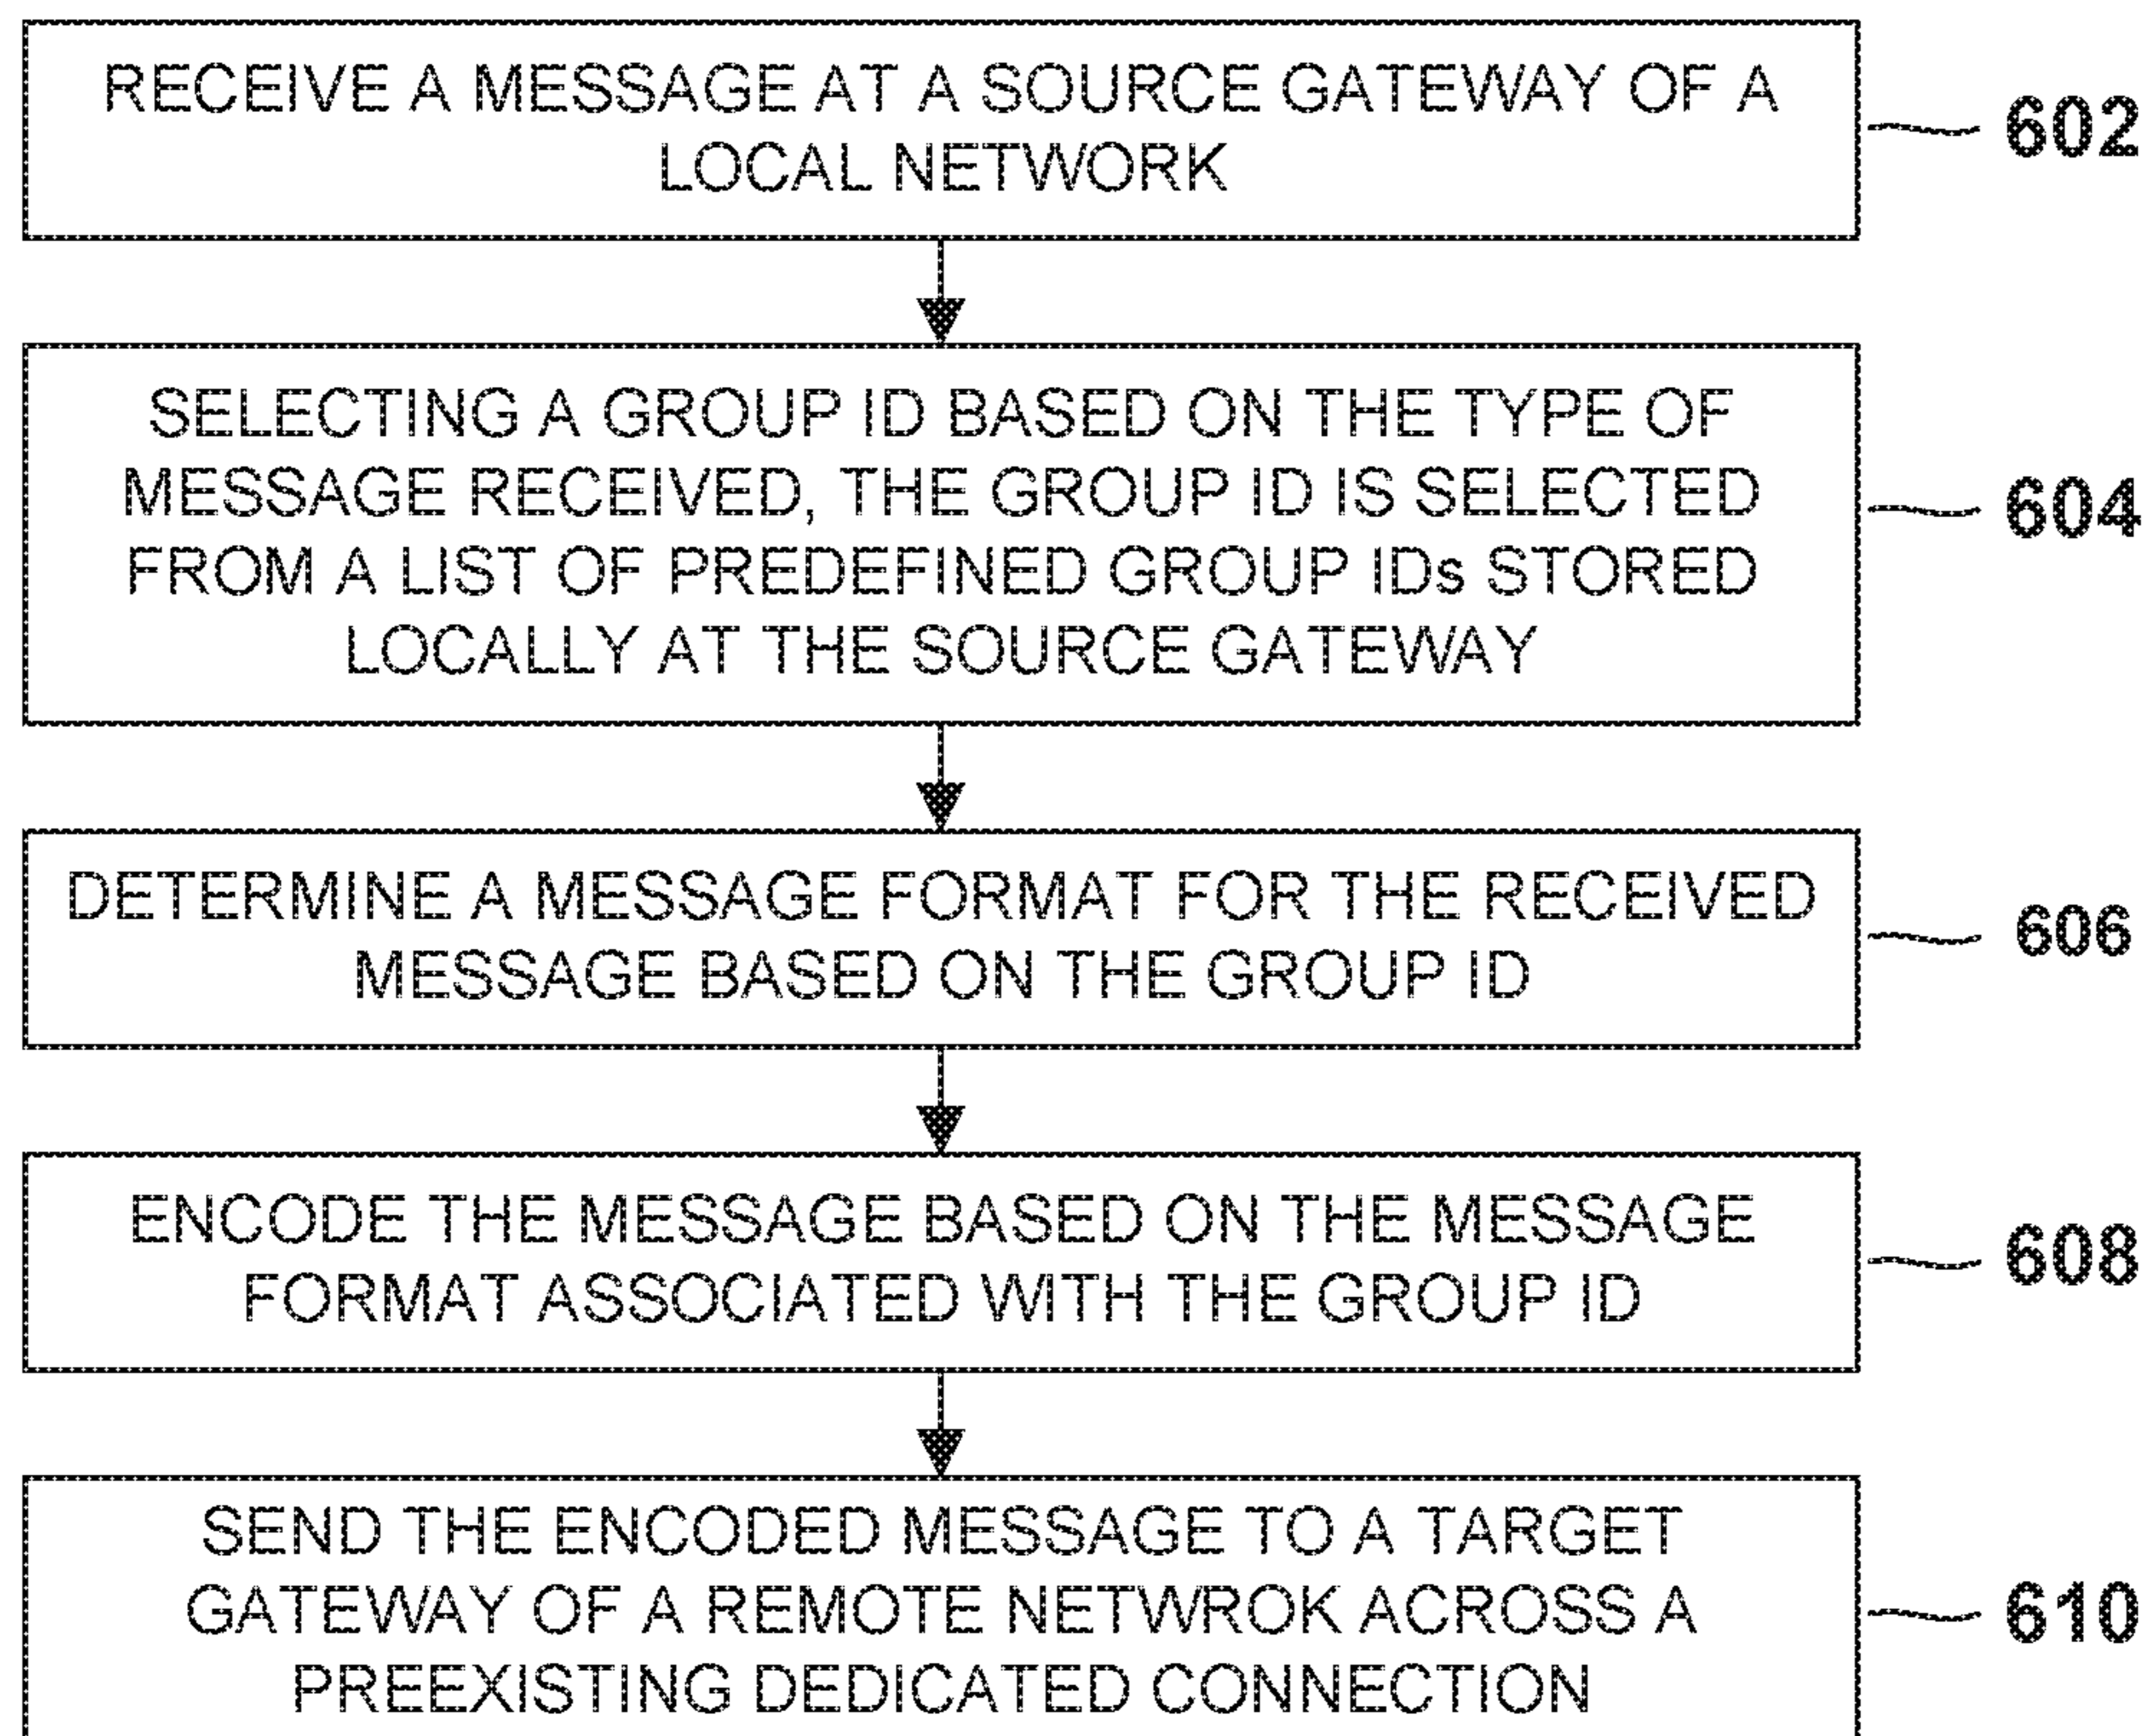 RECEIVE A MESSAGE AT A SOURCE GATEWAY OF A
LOCAL NETWORK
602
SELECTING A GROUP ID BASED ON THE TYPE OF
MESSAGE RECEIVED, THE GROUP ID IS SELECTED
FROM A LIST OF PREDEFINED GROUP IDs STORED
LOCALLY AT THE SOURCE GATEWAY
604
DETERMINE A MESSAGE FORMAT FOR THE RECEIVED
MESSAGE BASED ON THE GROUP ID
606
ENCODE THE MESSAGE BASED ON THE MESSAGE
FORMAT ASSOCIATED WITH THE GROUP ID
608
SEND THE ENCODED MESSAGE TO A TARGET
GATEWAY OF A REMOTE NETWROK ACROSS A
PREEXISTING DEDICATED CONNECTION
610